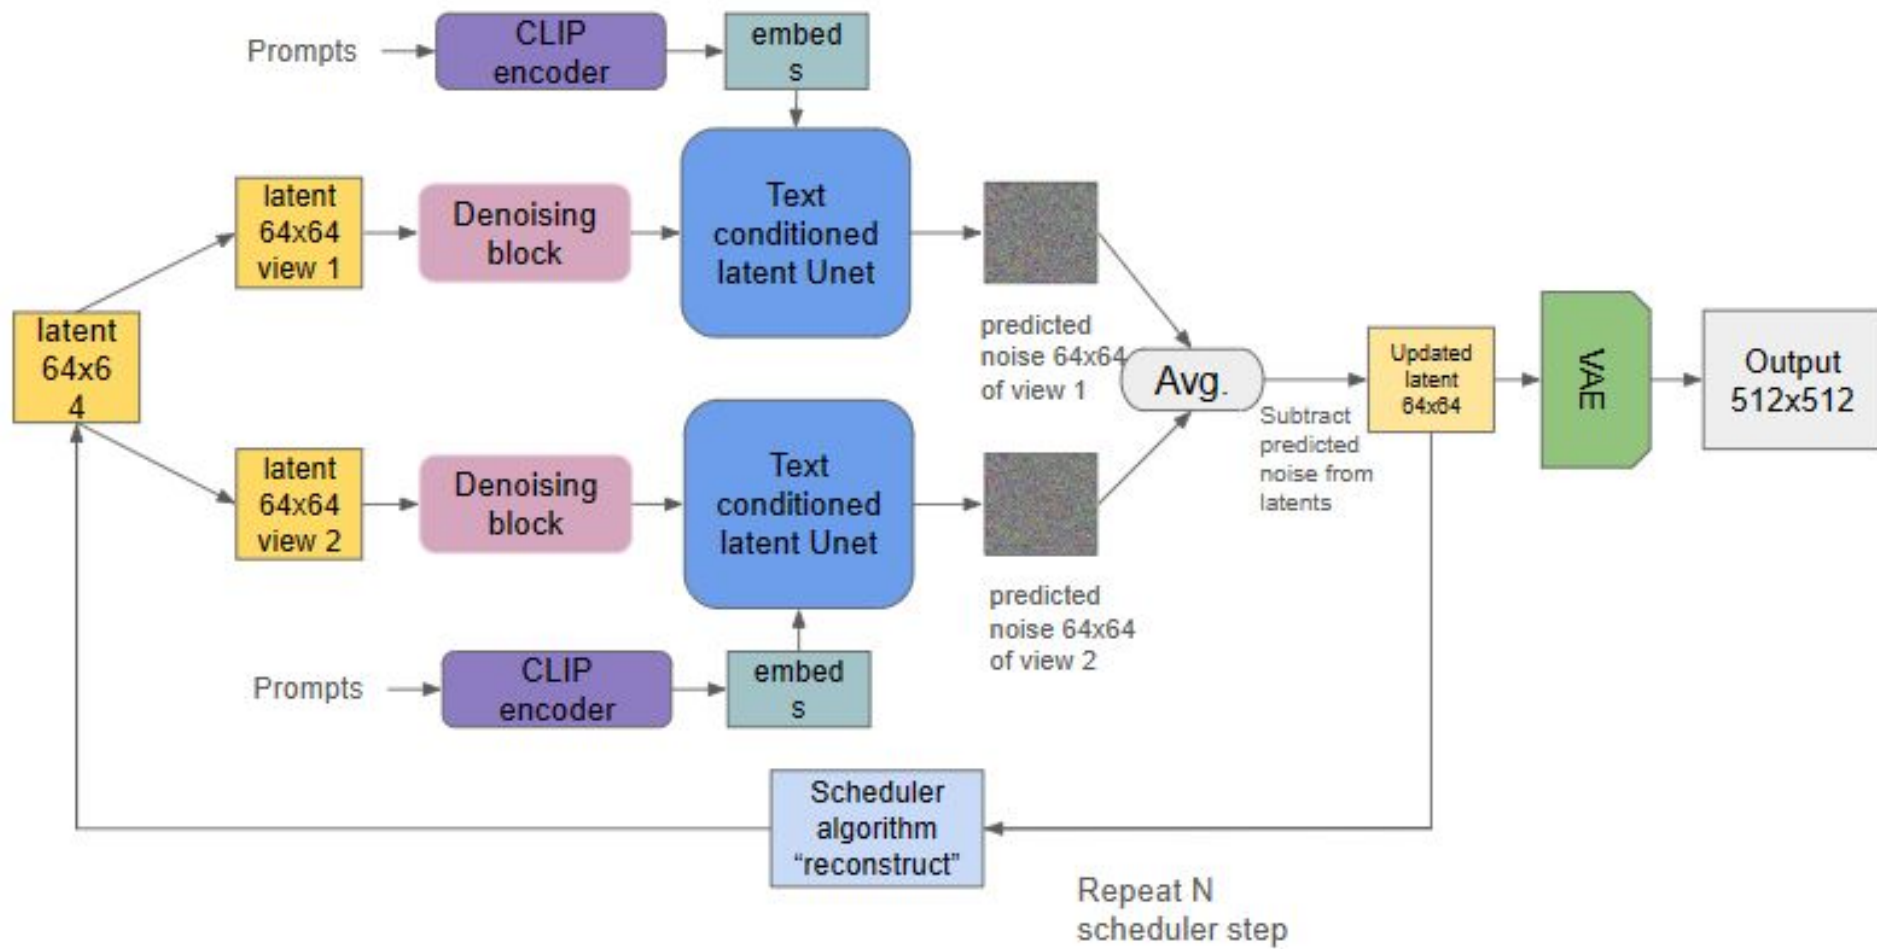 Prompts
CLIP
encoder
embed
s
latent
64x64
view 1
Denoising
block
Text
conditioned
latent Unet
predicted
noise 64x64
of view 1
latent
64x6
4
Avg.
Subtract
predicted
noise from
latents
Updated
latent
64x64
VAE
Output
512x512
latent
64x64
view 2
Denoising
block
Text
conditioned
latent Unet
predicted
noise 64x64
of view 2
Prompts
CLIP
encoder
embed
s
Scheduler
algorithm
“reconstruct”
Repeat N
scheduler step